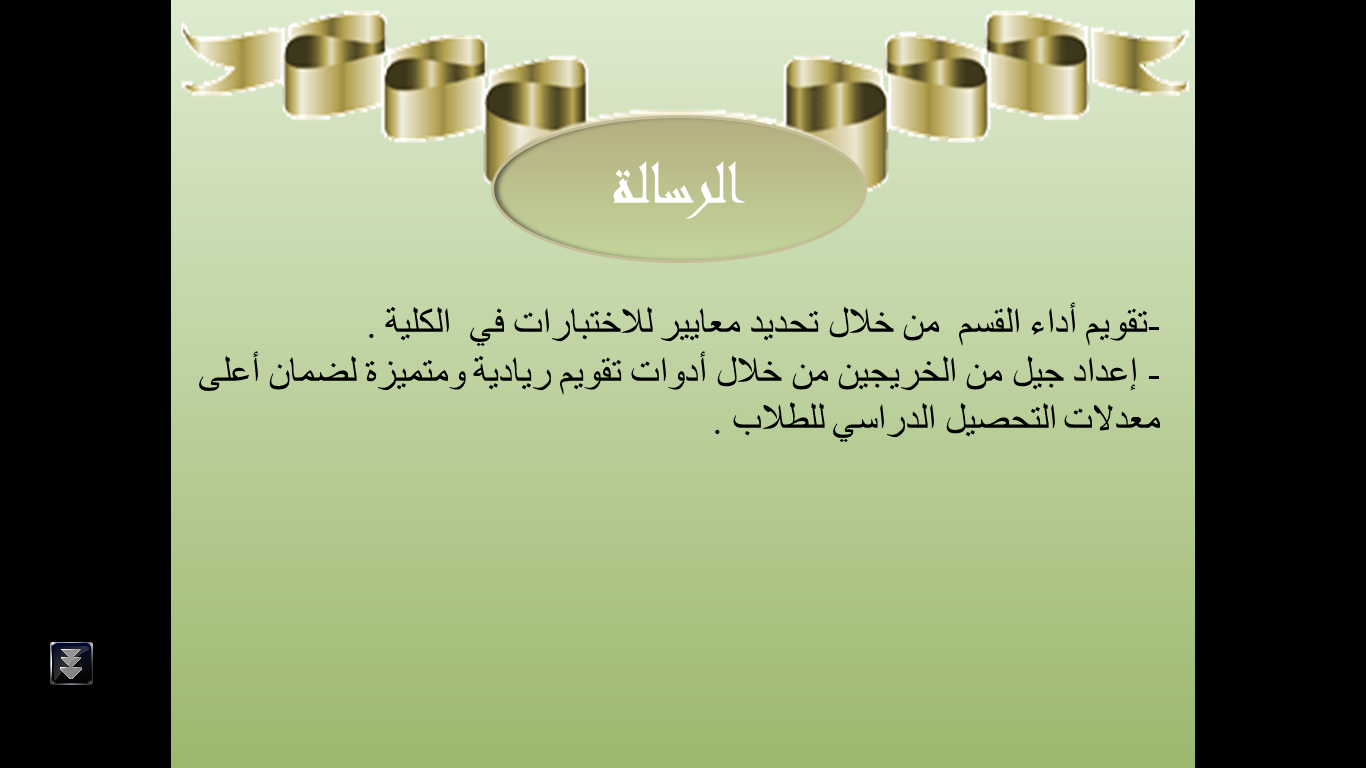 الرسالة
-تقويم أداء القسم من خلال تحديد معايير للاختبارات في الكلية .
- إعداد جيل من الخريجين من خلال أدوات تقويم ريادية ومتميزة لضمان أعلى
معدلات التحصيل الدراسي للطلاب .